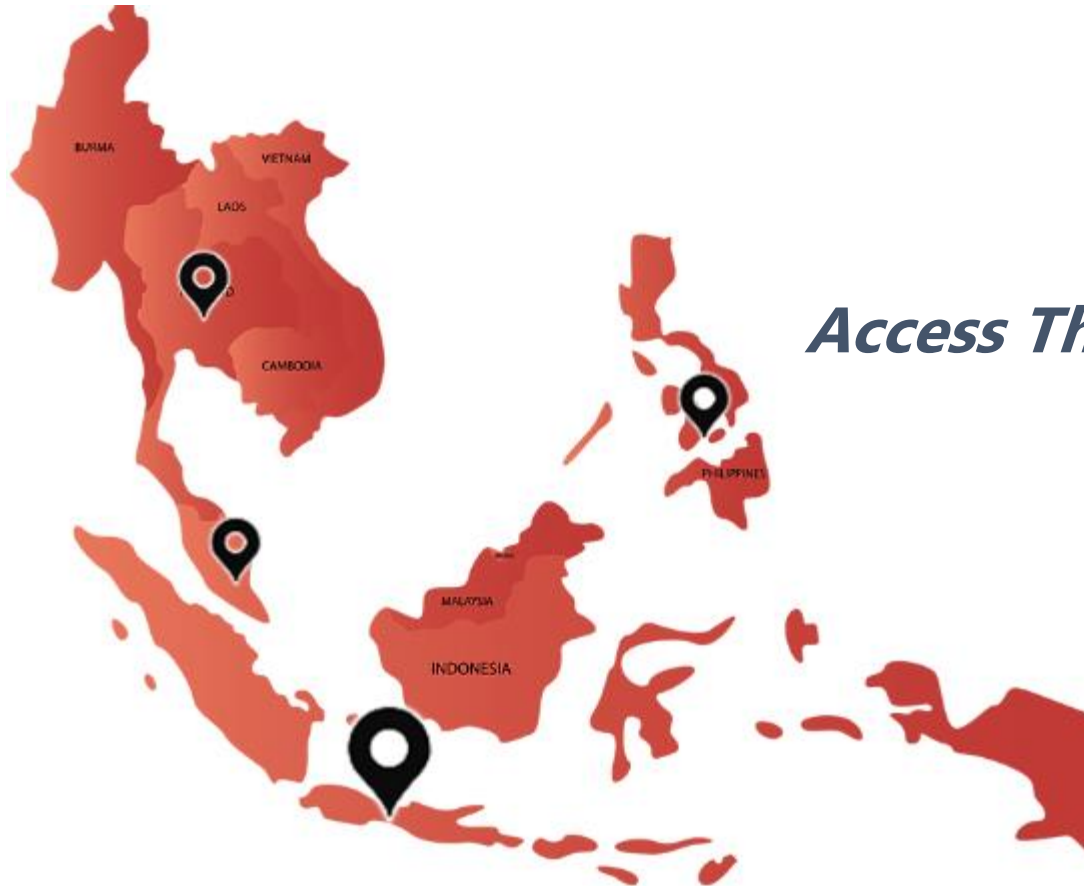 BURMA
VIETNAM
LAOS
CAMBODIA
Access Th
PHILIPPINES
MALAYSIA
INDONESIA